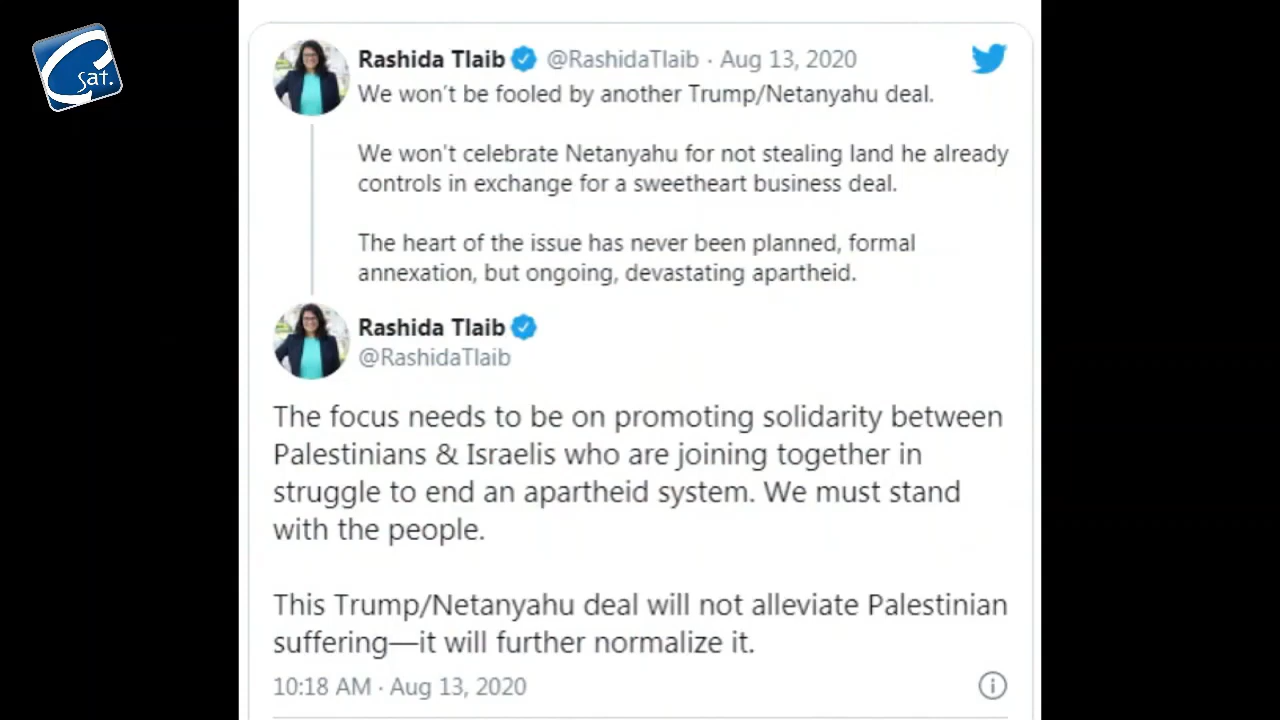 C sat.
Rashida Tlaib @RashidaTlaib · Aug 13, 2020
We won't be fooled by another Trump/Netanyahu deal.
We won't celebrate Netanyahu for not stealing land he already
controls in exchange for a sweetheart business deal.
The heart of the issue has never been planned, formal
annexation, but ongoing, devastating apartheid.
Rashida Tlaib
@RashidaTlaib
The focus needs to be on promoting solidarity between
Palestinians & Israelis who are joining together in
struggle to end an apartheid system. We must stand
with the people.
This Trump/Netanyahu deal will not alleviate Palestinian
suffering—it will further normalize it.
10:18 AM · Aug 13, 2020